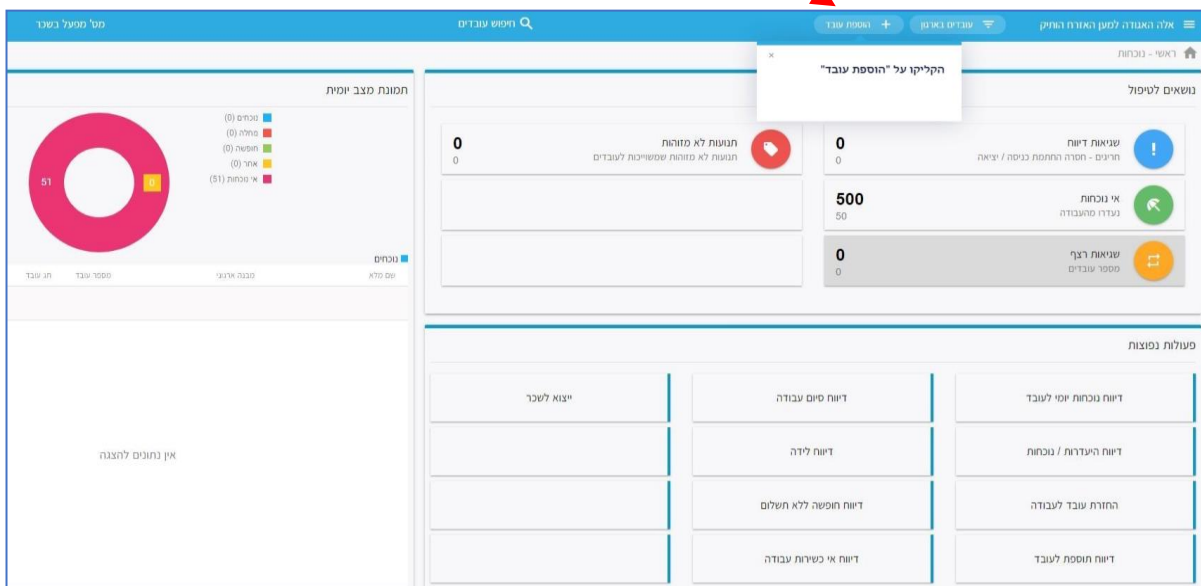 אלה האגודה למען האזרח הותיק
עובדים בארגון
+ הוספת עובד
חיפוש עובדים
מס' מפעל בשכר
ראשי - נוכחות
×
הקליקו על "הוספת עובד"
נושאים לטיפול
שגיאות דיווח
חריגים - חסרה החתמת כניסה / יציאה
0
0
תנועות לא מזוהות
תנועות לא מזוהות שמשוייכות לעובדים
0
0
אי נוכחות
נעדרו מהעבודה
500
50
שגיאות רצף
מספר עובדים
0
0
פעולות נפוצות
דיווח נוכחות יומי לעובד
דיווח סיום עבודה
ייצוא לשכר
דיווח היעדרות / נוכחות
דיווח לידה
החזרת עובד לעבודה
דיווח חופשה ללא תשלום
דיווח תוספת לעובד
דיווח אי כשירות עבודה
תמונת מצב יומית
נוכחים (0)
מחלה (0)
חופשה (0)
אחר (0)
אי נוכחות (51)
51
0
נוכחים
שם מלא
מבנה ארגוני
מספר עובד
תג עובד
אין נתונים להצגה